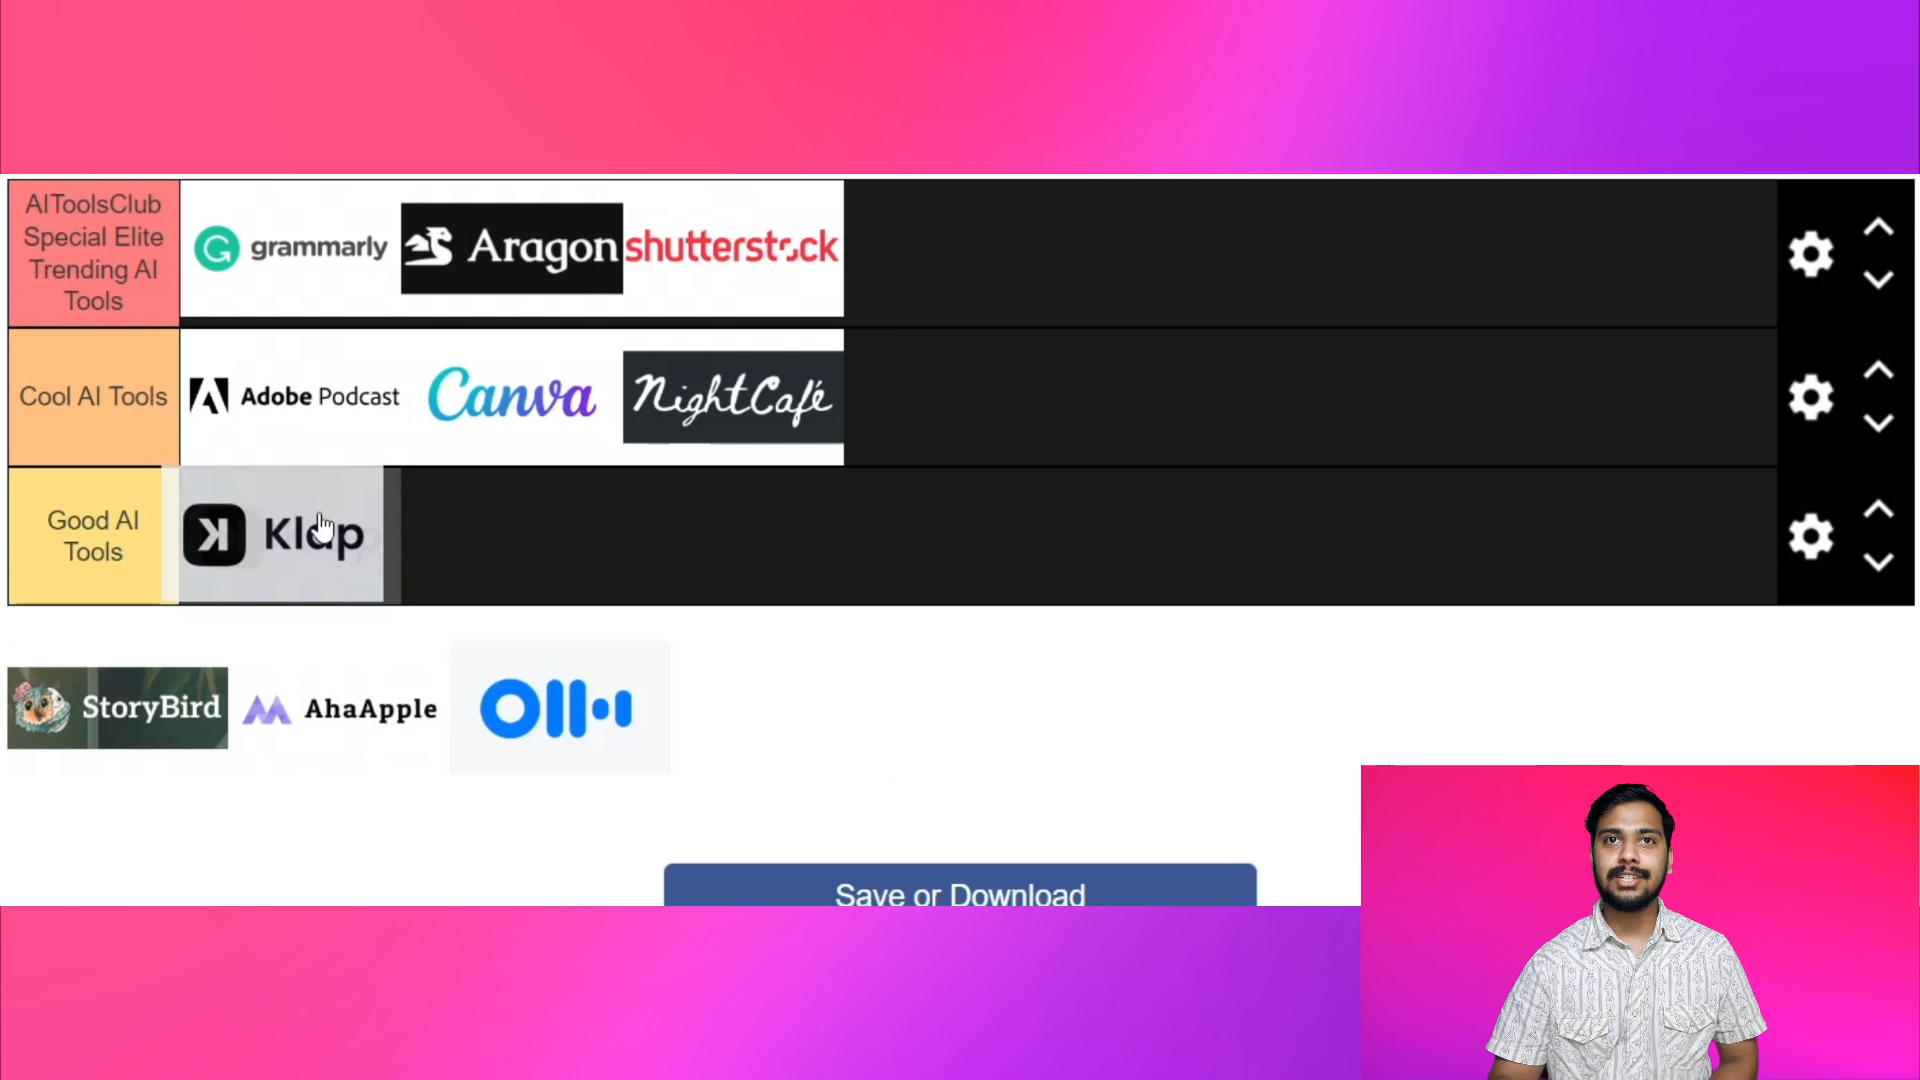 AIToolsClub
Special Elite
Trending AI
Tools
grammarly
Aragon
shutterstock
Cool AI Tools
Adobe Podcast
Canva
NightCafé
Good AI
Tools
Klap
StoryBird
AhaApple
Save or Download